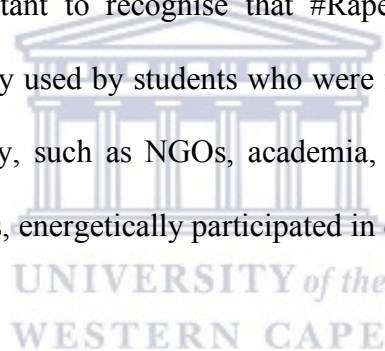 tant to recognise that #Rape
y used by students who were
y, such as NGOs, academia,
s, energetically participated in
UNIVERSITY of the
WESTERN CAPE